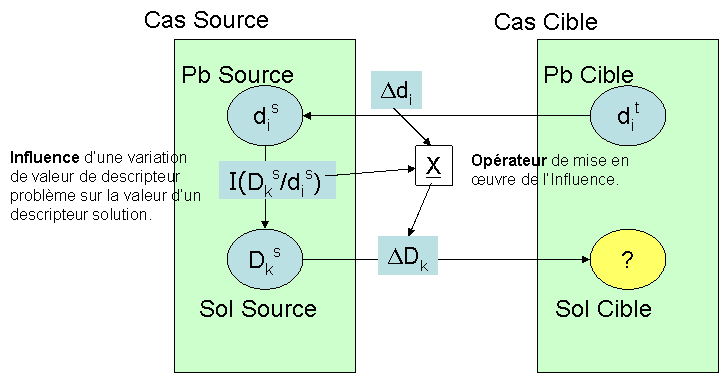 Cas Source
Cas Cible
Pb Source
Pb Cible
Δdᵢ
dᵢˢ
dᵢᵗ
Influence d'une variation
de valeur de descripteur
problème sur la valeur d'un
descripteur solution.
I(Dₖˢ/dᵢˢ)
X
Opérateur de mise en
œuvre de l'Influence.
Dₖˢ
ΔDₖ
?
Sol Source
Sol Cible